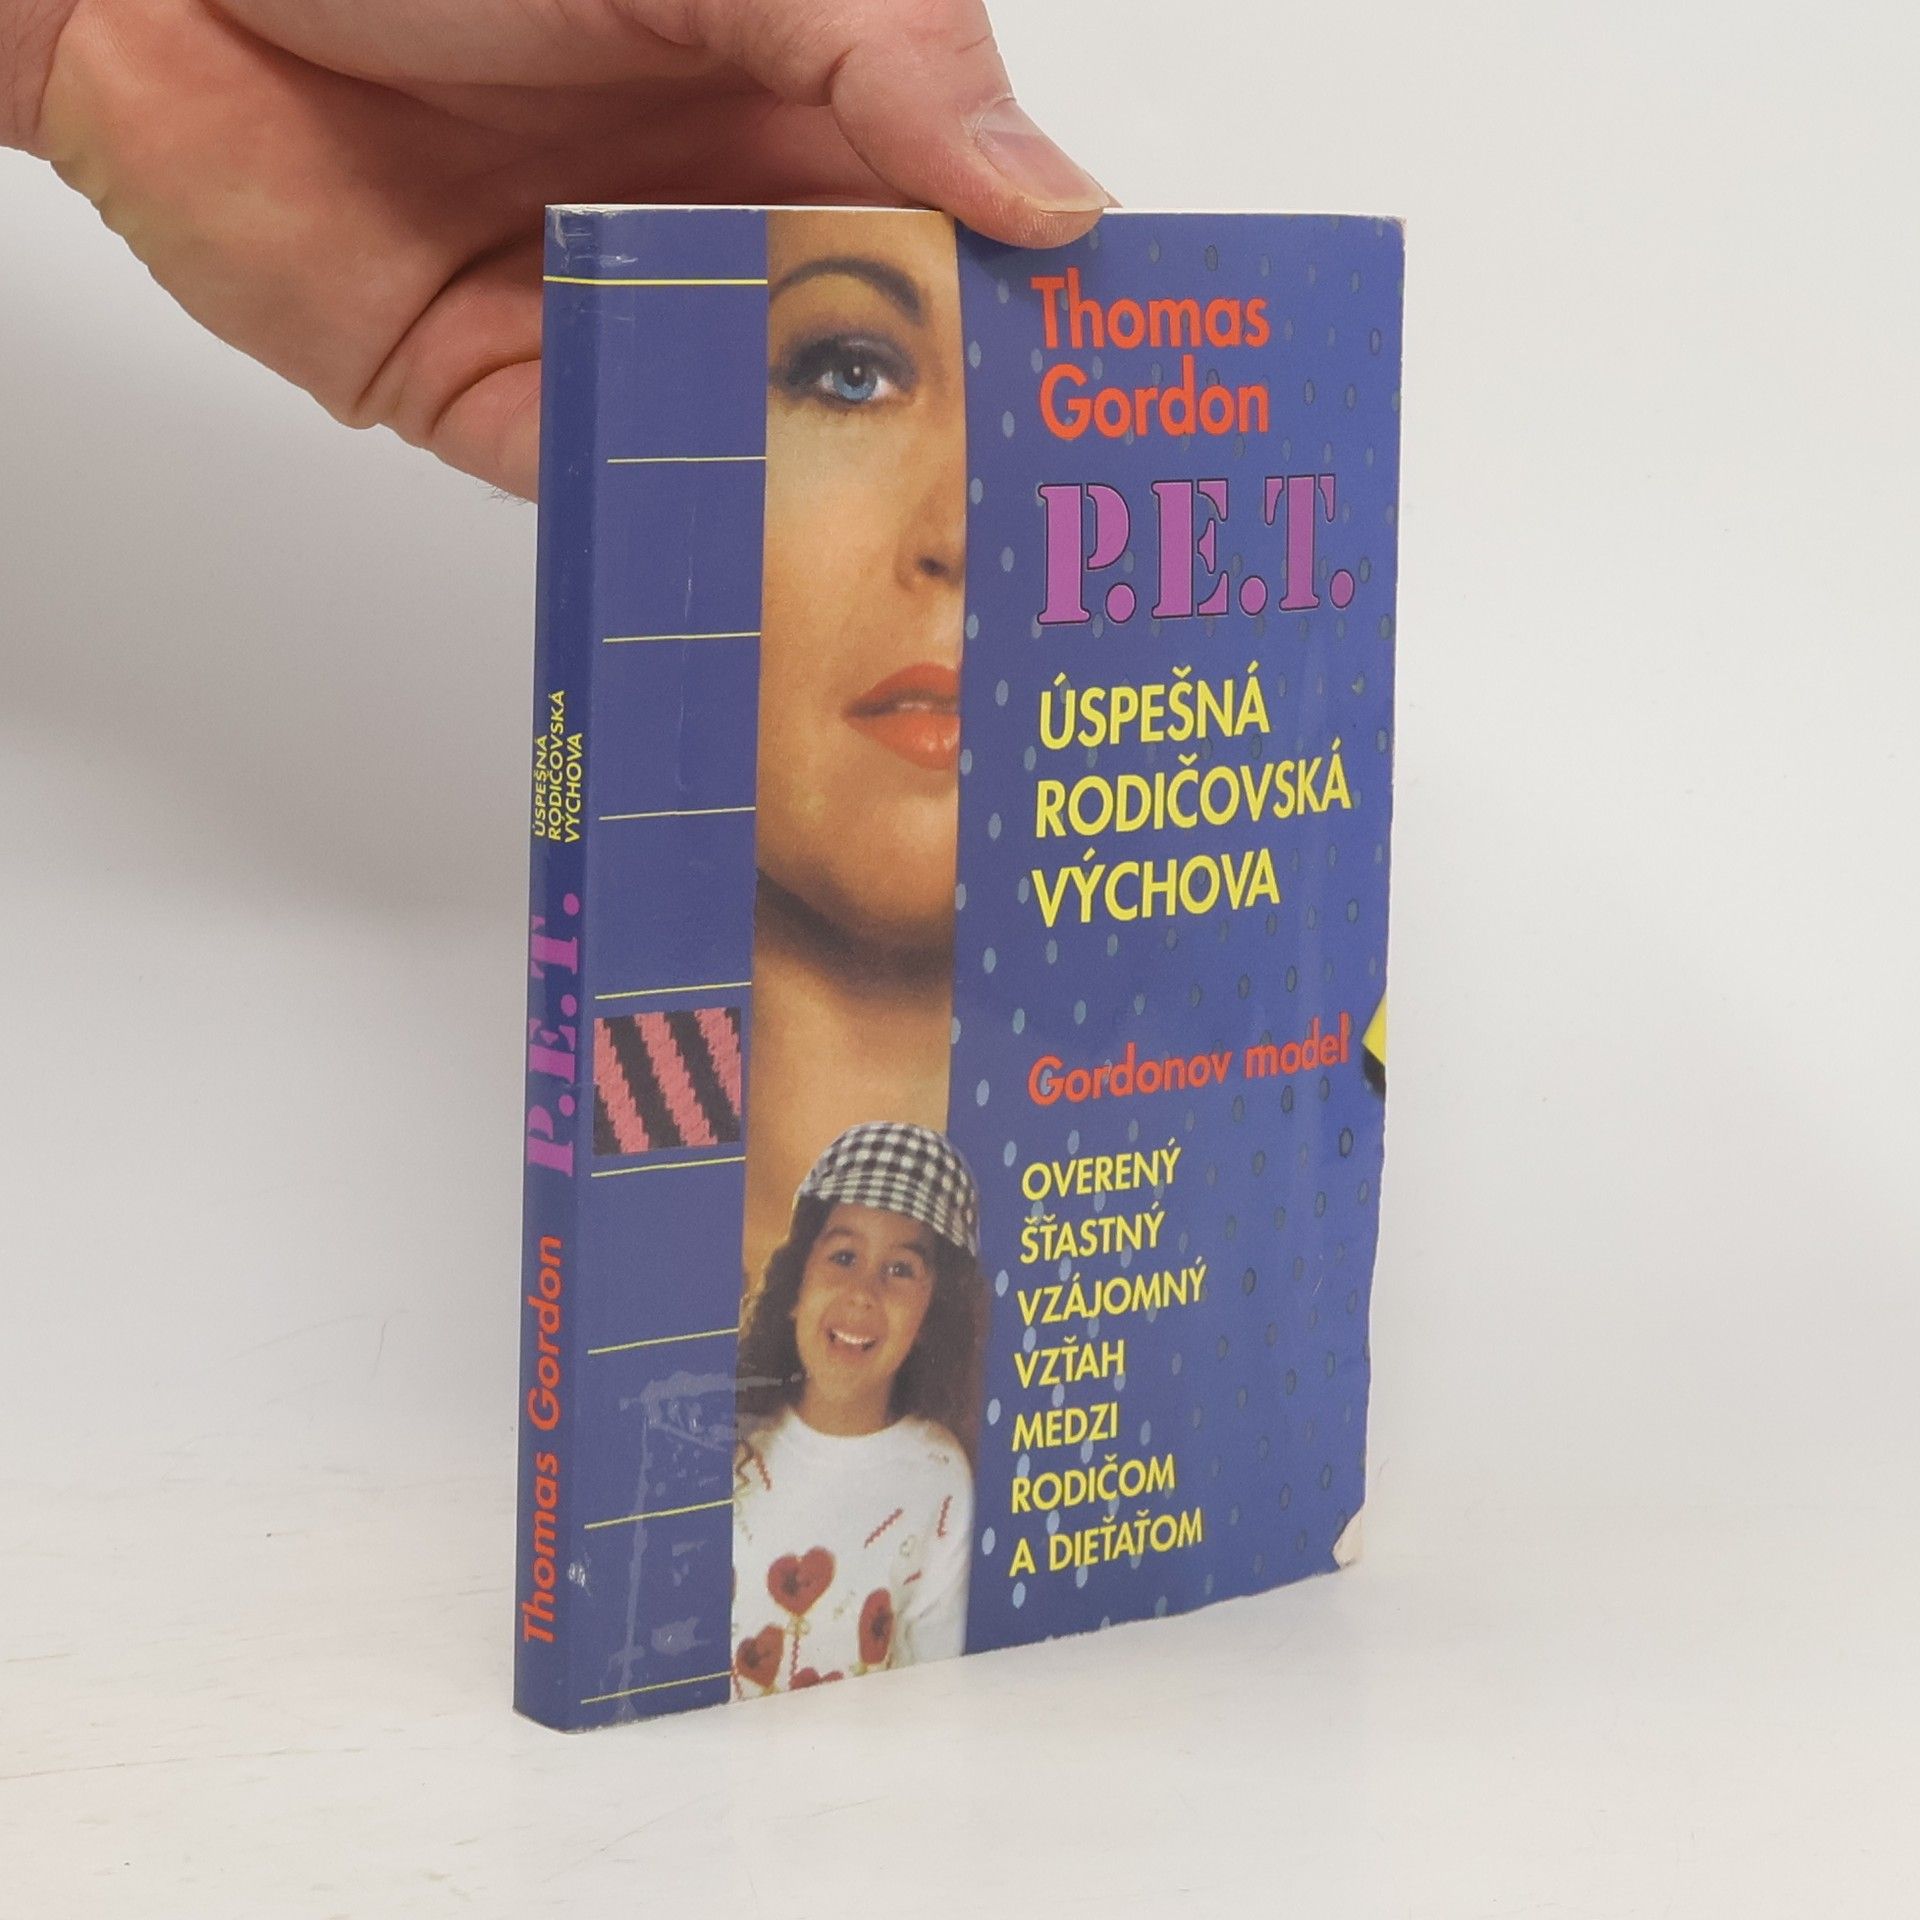 Thomas
Gordon
P.E.T.
ÚSPEŠNÁ
RODIČOVSKÁ
VÝCHOVA
Gordonov model
OVERENÝ
ŠŤASTNÝ
VZÁJOMNÝ
VZŤAH
MEDZI
RODIČOM
A DIEŤAŤOM
Thomas Gordon P.E.T.
ÚSPEŠNÁ
RODIČOVSKÁ
VÝCHOVA